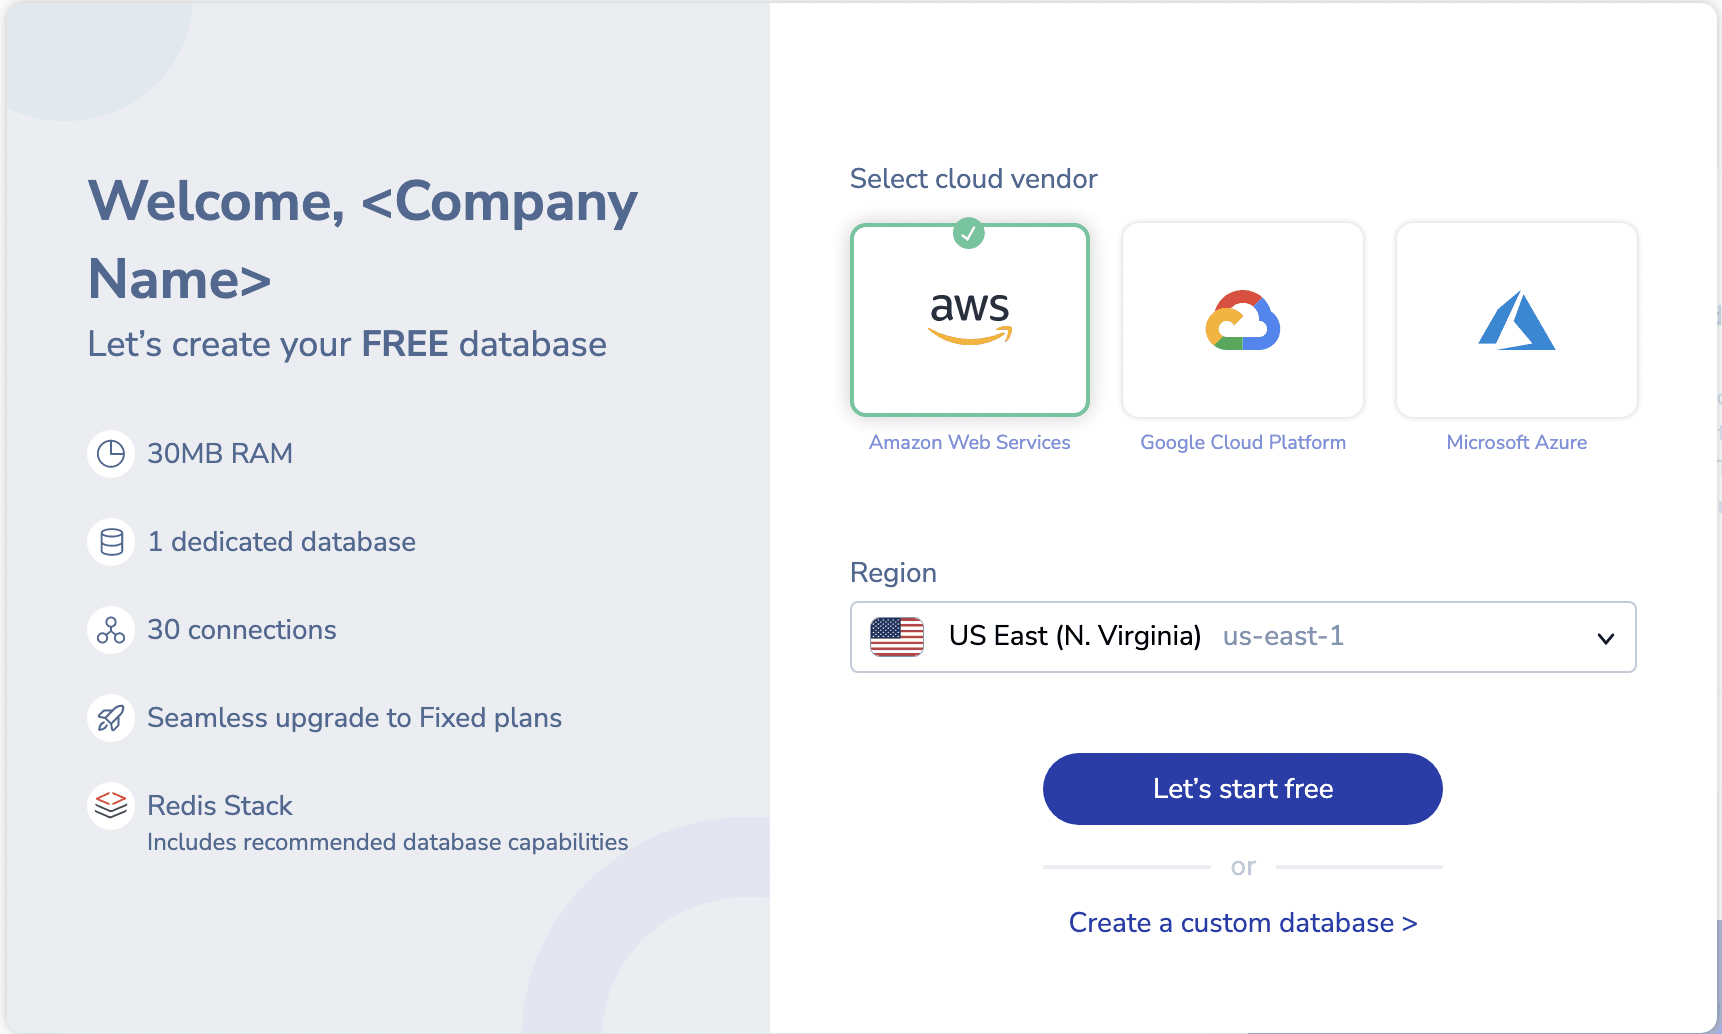 Welcome, <Company
Name>
Let’s create your FREE database
30MB RAM
1 dedicated database
30 connections
Seamless upgrade to Fixed plans
Redis Stack
Includes recommended database capabilities
Select cloud vendor
aws
Amazon Web Services
Google Cloud Platform
Microsoft Azure
Region
US East (N. Virginia) us-east-1
Let’s start free
or
Create a custom database >